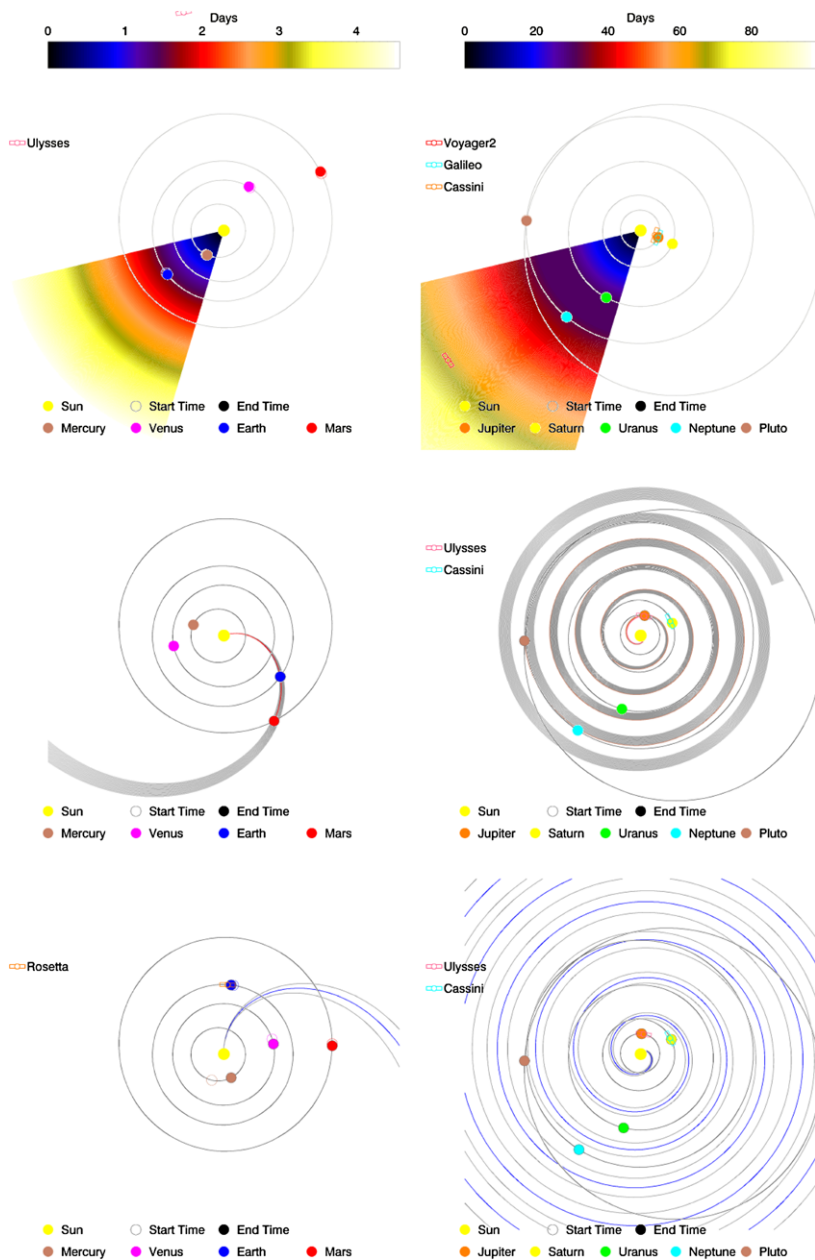 Days
0 1 2 3 4
Ulysses
Sun Start Time End Time
Mercury Venus Earth Mars
Days
0 20 40 60 80
Voyager2
Galileo
Cassini
Sun Start Time End Time
Jupiter Saturn Uranus Neptune Pluto
Sun Start Time End Time
Mercury Venus Earth Mars
Ulysses
Cassini
Sun Start Time End Time
Jupiter Saturn Uranus Neptune Pluto
Rosetta
Sun Start Time End Time
Mercury Venus Earth Mars
Ulysses
Cassini
Sun Start Time End Time
Jupiter Saturn Uranus Neptune Pluto